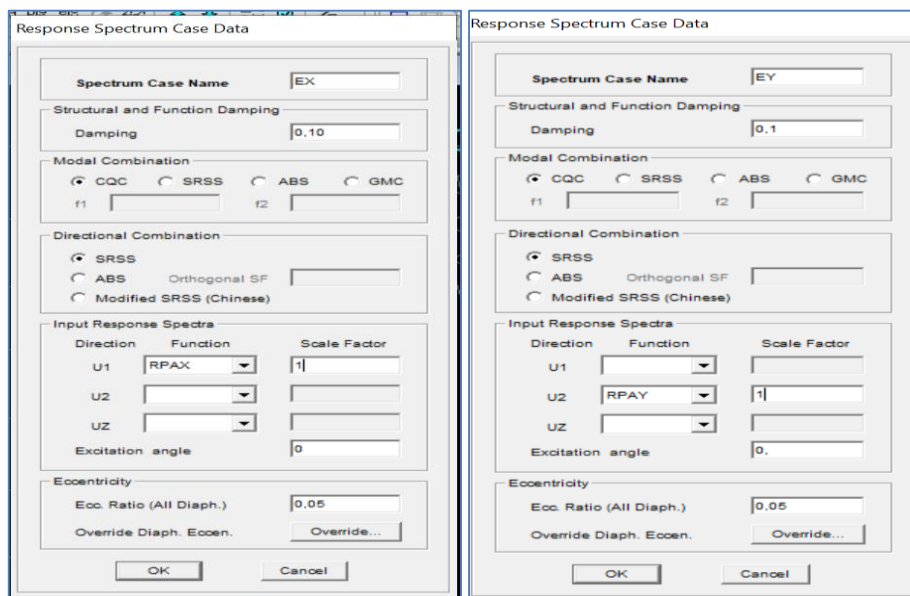 Response Spectrum Case Data
Spectrum Case Name EX
Structural and Function Damping
Damping 0,10
Modal Combination
CQC SRSS ABS GMC
f1 f2
Directional Combination
SRSS
ABS Orthogonal SF
Modified SRSS (Chinese)
Input Response Spectra
Direction Function Scale Factor
U1 RPAX 1
U2
UZ
Excitation angle 0
Eccentricity
Ecc. Ratio (All Diaph.) 0,05
Override Diaph. Eccen. Override...
OK Cancel
Response Spectrum Case Data
Spectrum Case Name EY
Structural and Function Damping
Damping 0,1
Modal Combination
CQC SRSS ABS GMC
f1 f2
Directional Combination
SRSS
ABS Orthogonal SF
Modified SRSS (Chinese)
Input Response Spectra
Direction Function Scale Factor
U1
U2 RPAY 1
UZ
Excitation angle 0,
Eccentricity
Ecc. Ratio (All Diaph.) 0,05
Override Diaph. Eccen. Override...
OK Cancel